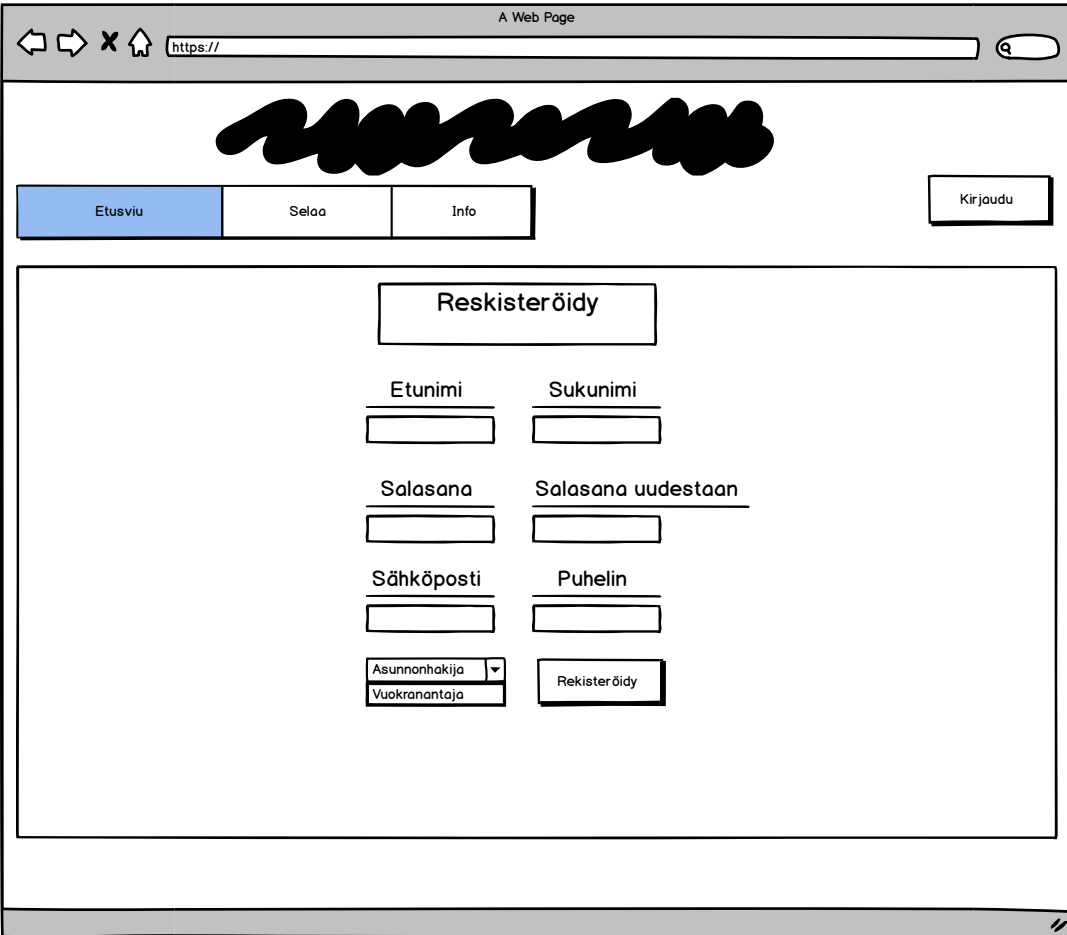 A Web Page
https://
Etusviu Selaa Info Kirjaudu
Reskisteröidy
Etunimi Sukunimi
Salasana Salasana uudestaan
Sähköposti Puhelin
Asunnonhakija Rekisteröidy
Vuokranantaja